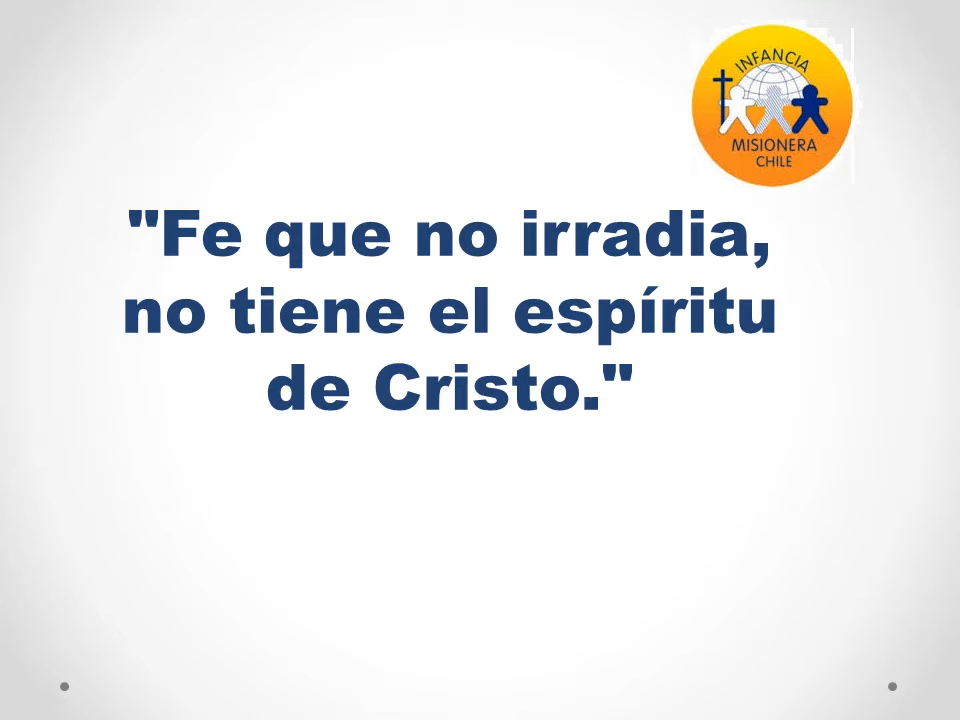 INFANCIA
MISIONERA
CHILE
"Fe que no irradia,
no tiene el espíritu
de Cristo."